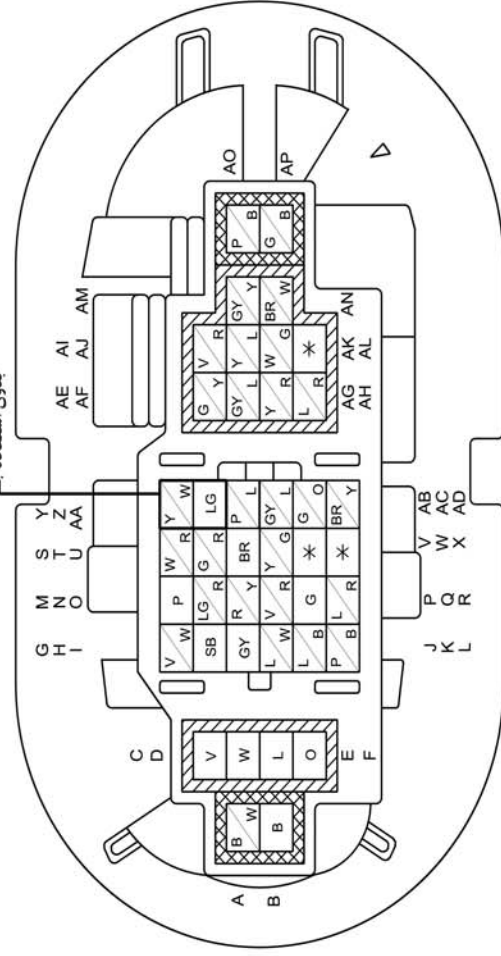 G M S Y
H N T Z AE AI
I O U AA AF AJ AM
C
D
V W P W R Y W
V SB LG R G R LG G Y V R
AO
A B W W GY R Y BR P L GY L Y L GY Y P B
B B L L W V R Y G GY L Y R W G BR W G B
AP
O L B G * G O L R *
E P B L R * BR Y AG AK AN
F AH AL
J P V AB
K Q W AC
L R X AD